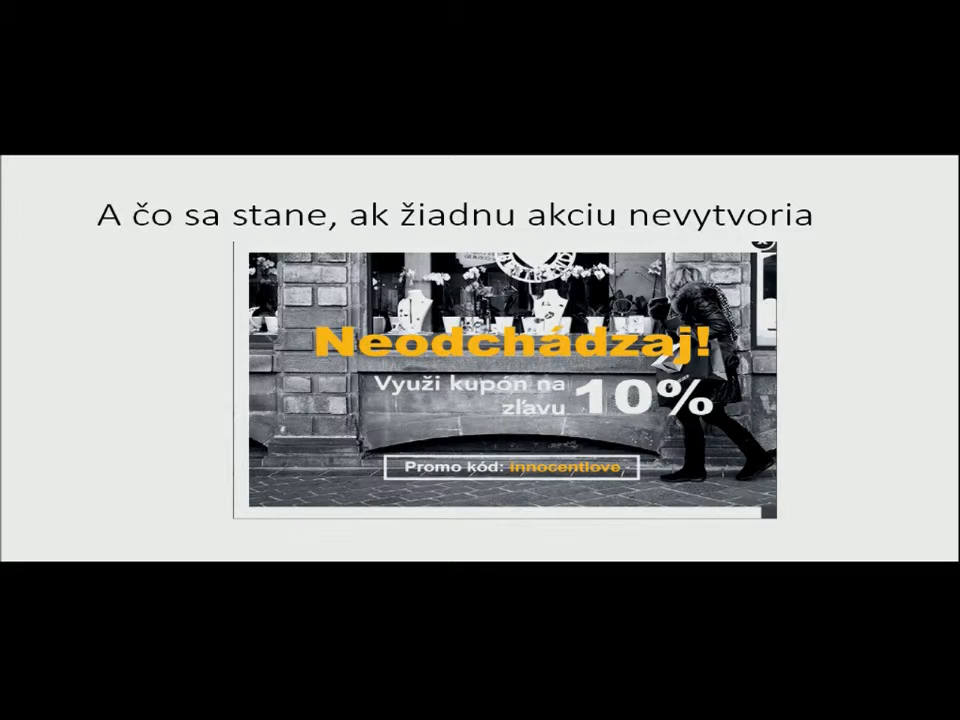 A čo sa stane, ak žiadnu akciu nevytvoria
Neodchádzaj!
Využi kupón na
zľavu 10%
Promo kód: innocentlove